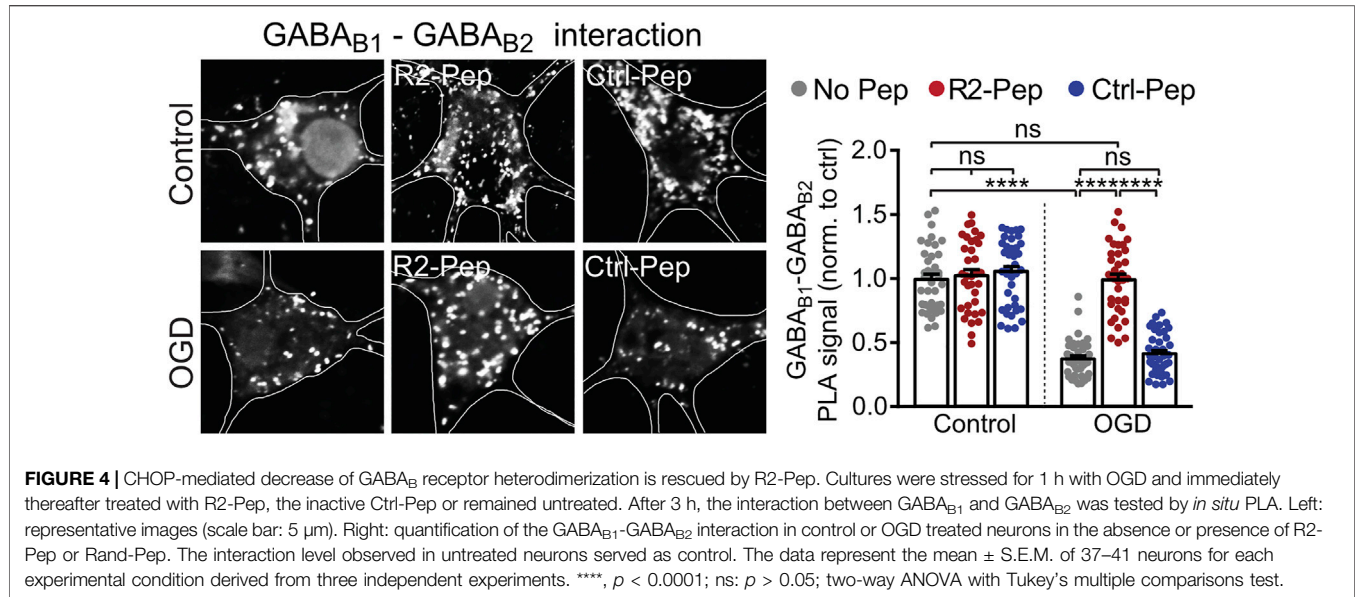 GABAB1 - GABAB2 interaction
R2-Pep
Ctrl-Pep
Control
R2-Pep
Ctrl-Pep
OGD
No Pep R2-Pep Ctrl-Pep
ns
ns ns
**** ********
GABAB1-GABAB2
PLA signal (norm. to ctrl)
2.0
1.5
1.0
0.5
0.0
Control OGD
FIGURE 4 | CHOP-mediated decrease of GABAB receptor heterodimerization is rescued by R2-Pep. Cultures were stressed for 1 h with OGD and immediately
thereafter treated with R2-Pep, the inactive Ctrl-Pep or remained untreated. After 3 h, the interaction between GABAB1 and GABAB2 was tested by in situ PLA. Left:
representative images (scale bar: 5 μm). Right: quantification of the GABAB1-GABAB2 interaction in control or OGD treated neurons in the absence or presence of R2-
Pep or Rand-Pep. The interaction level observed in untreated neurons served as control. The data represent the mean ± S.E.M. of 37–41 neurons for each
experimental condition derived from three independent experiments. ****, p < 0.0001; ns: p > 0.05; two-way ANOVA with Tukey's multiple comparisons test.